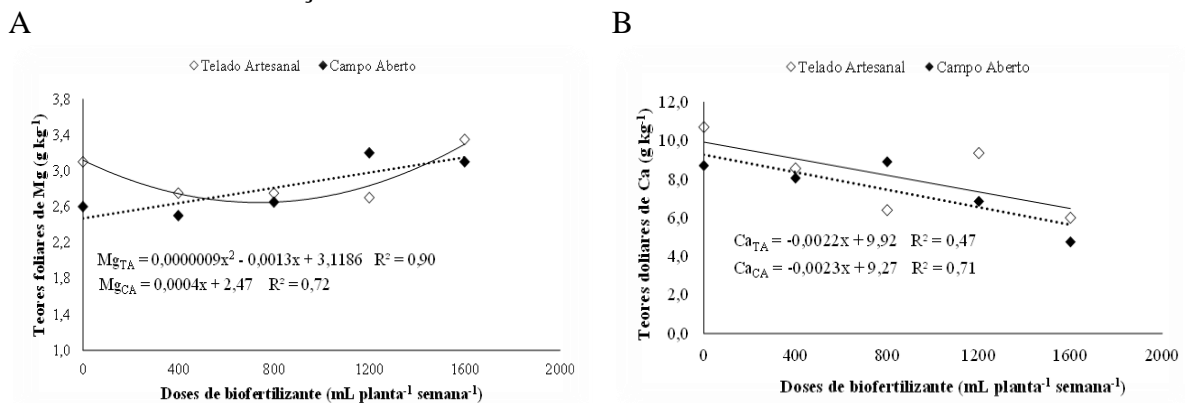 A
B
◇Telado Artesanal ◆Campo Aberto
Teores foliares de Mg (g kg⁻¹)
3,8
3,4
3,0
2,6
2,2
1,8
1,4
1,0
Mg_TA = 0,0000009x² - 0,0013x + 3,1186 R² = 0,90
Mg_CA = 0,0004x + 2,47 R² = 0,72
0 400 800 1200 1600 2000
Doses de biofertilizante (mL planta⁻¹ semana⁻¹)
◇Telado Artesanal ◆Campo Aberto
Teores doliares de Ca (g kg⁻¹)
12,0
10,0
8,0
6,0
4,0
2,0
0,0
Ca_TA = -0,0022x + 9,92 R² = 0,47
Ca_CA = -0,0023x + 9,27 R² = 0,71
0 400 800 1200 1600 2000
Doses de biofertilizante (mL planta⁻¹ semana⁻¹)